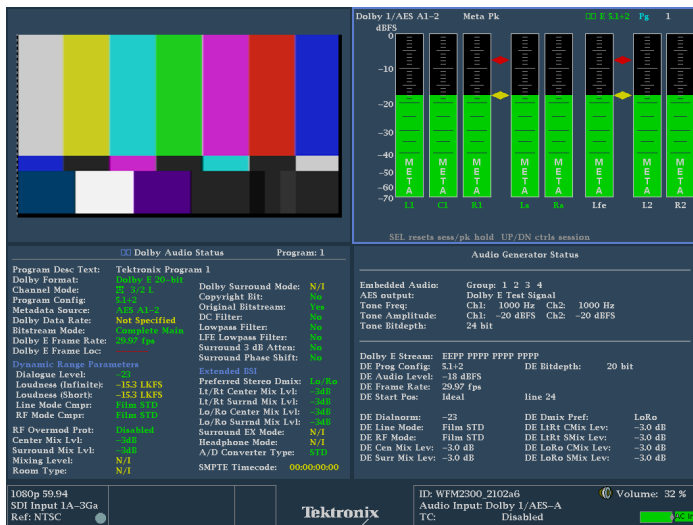 Dolby 1/AES A1-2 Meta Pk E 5.1+2 Pg 1
dBFS
0
-10
-20
-30
-40
-50
-60
-70
META META META META META META META META
L1 C1 R1 Ls Rs Lfe L2 R2
SEL resets sess/pk hold UP/DN ctrls session
Dolby Audio Status Program: 1
Program Desc Text: Tektronix Program 1
Dolby Format: Dolby E 20-bit
Channel Mode: 3/2 L
Program Config: 5.1+2
Metadata Source: AES A1-2
Dolby Data Rate: Not Specified
Bitstream Mode: Complete Main
Dolby E Frame Rate: 29.97 fps
Dolby E Frame Loc:
Dynamic Range Parameters
Dialogue Level: -23
Loudness (Infinite): -15.3 LKFS
Loudness (Short): -15.3 LKFS
Line Mode Cmpr: Film STD
RF Mode Cmpr: Film STD
RF Overmod Prot: Disabled
Center Mix Lvl: -3dB
Surround Mix Lvl: -3dB
Mixing Level: N/I
Room Type: N/I
Dolby Surround Mode: N/I
Copyright Bit: No
Original Bitstream: Yes
DC Filter: No
Lowpass Filter: No
LFE Lowpass Filter: No
Surround 3 dB Atten: No
Surround Phase Shift: No
Extended BSI
Preferred Stereo Dmix: Lo/Ro
Lt/Rt Center Mix Lvl: -3dB
Lt/Rt Surrnd Mix Lvl: -3dB
Lo/Ro Center Mix Lvl: -3dB
Lo/Ro Surrnd Mix Lvl: -3dB
Surround EX Mode: N/I
Headphone Mode: N/I
A/D Converter Type: STD
SMPTE Timecode: 00:00:00:00
Audio Generator Status
Embedded Audio: Group: 1 2 3 4
AES output: Dolby E Test Signal
Tone Freq: Ch1: 1000 Hz Ch2: 1000 Hz
Tone Amplitude: Ch1: -20 dBFS Ch2: -20 dBFS
Tone Bitdepth: 24 bit
Dolby E Stream: EEPP PPPP PPPP PPPP
DE Prog Config: 5.1+2 DE Bitdepth: 20 bit
DE Audio Level: -18 dBFS
DE Frame Rate: 29.97 fps
DE Start Pos: Ideal line 24
DE Dialnorm: -23 DE Dmix Pref: LoRo
DE Line Mode: Film STD DE LtRt CMix Lev: -3.0 dB
DE RF Mode: Film STD DE LtRt SMix Lev: -3.0 dB
DE Cen Mix Lev: -3.0 dB DE LoRo CMix Lev: -3.0 dB
DE Surr Mix Lev: -3.0 dB DE LoRo SMix Lev: -3.0 dB
1080p 59.94
SDI Input 1A-3Ga
Ref: NTSC
Tektronix
ID: WFM2300_2102a6 Volume: 32 %
Audio Input: Dolby 1/AES-A
TC: Disabled